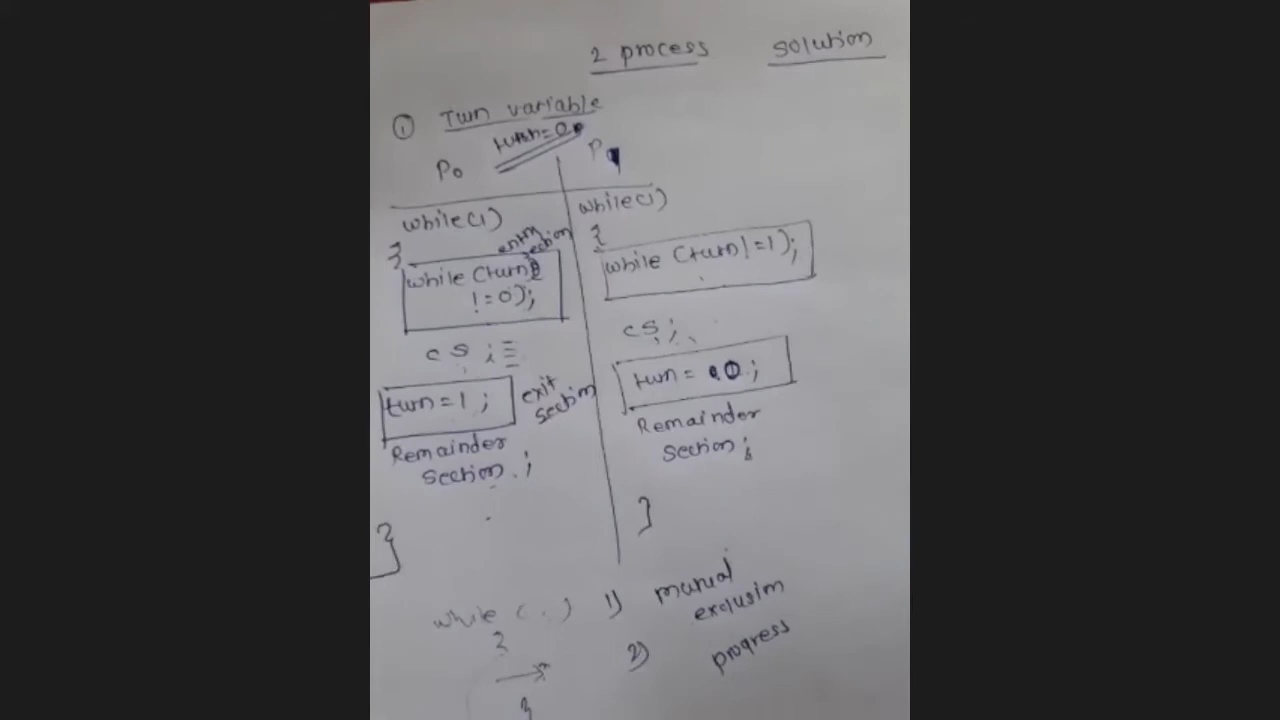 2 process solution
① Turn variable
turn=0
P0 P1
while(1)
{
entry
section
while (turn
!=0);
cs ;
turn=1 ;
exit
section
Remainder
section ;
}
while(1)
{
while (turn!=1);
cs ;
turn= 0 ;
Remainder
section ;
}
while ( . , )
}
1) mutual
exclusion
2) progress